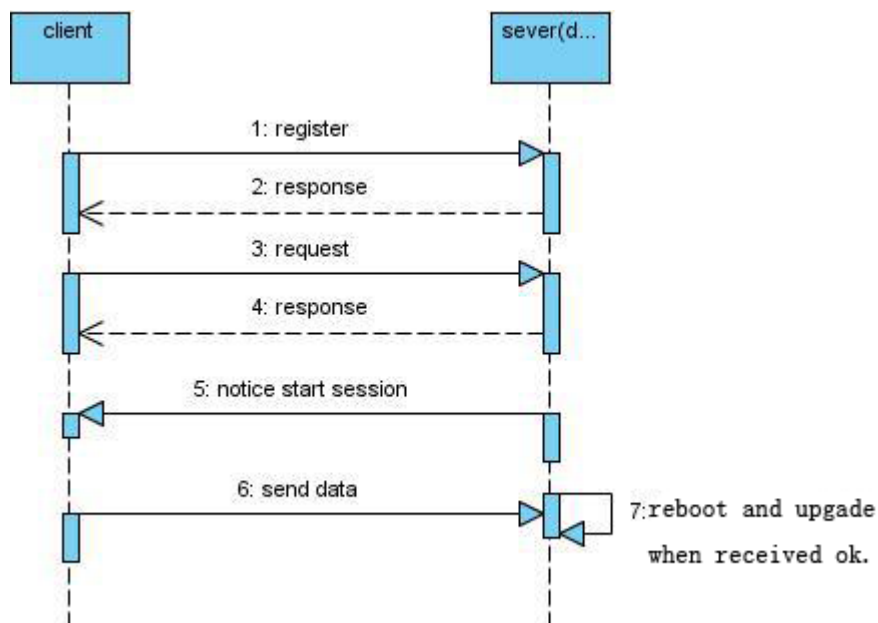 client
sever(d...
1: register
2: response
3: request
4: response
5: notice start session
6: send data
7:reboot and upgade
when received ok.